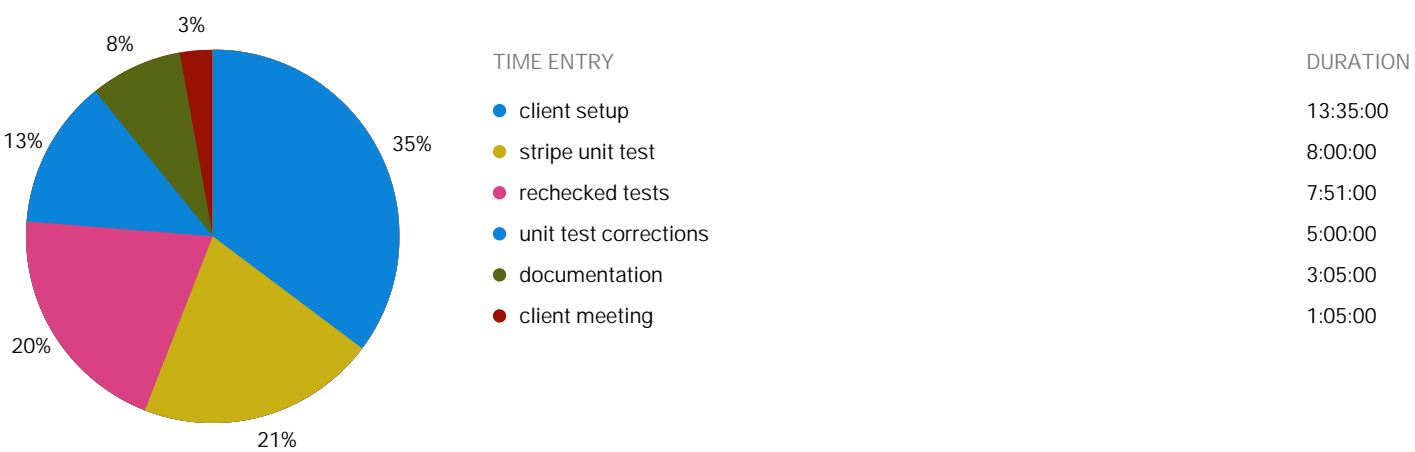 3%
8%
13%
35%
20%
21%
TIME ENTRY DURATION
client setup 13:35:00
stripe unit test 8:00:00
rechecked tests 7:51:00
unit test corrections 5:00:00
documentation 3:05:00
client meeting 1:05:00